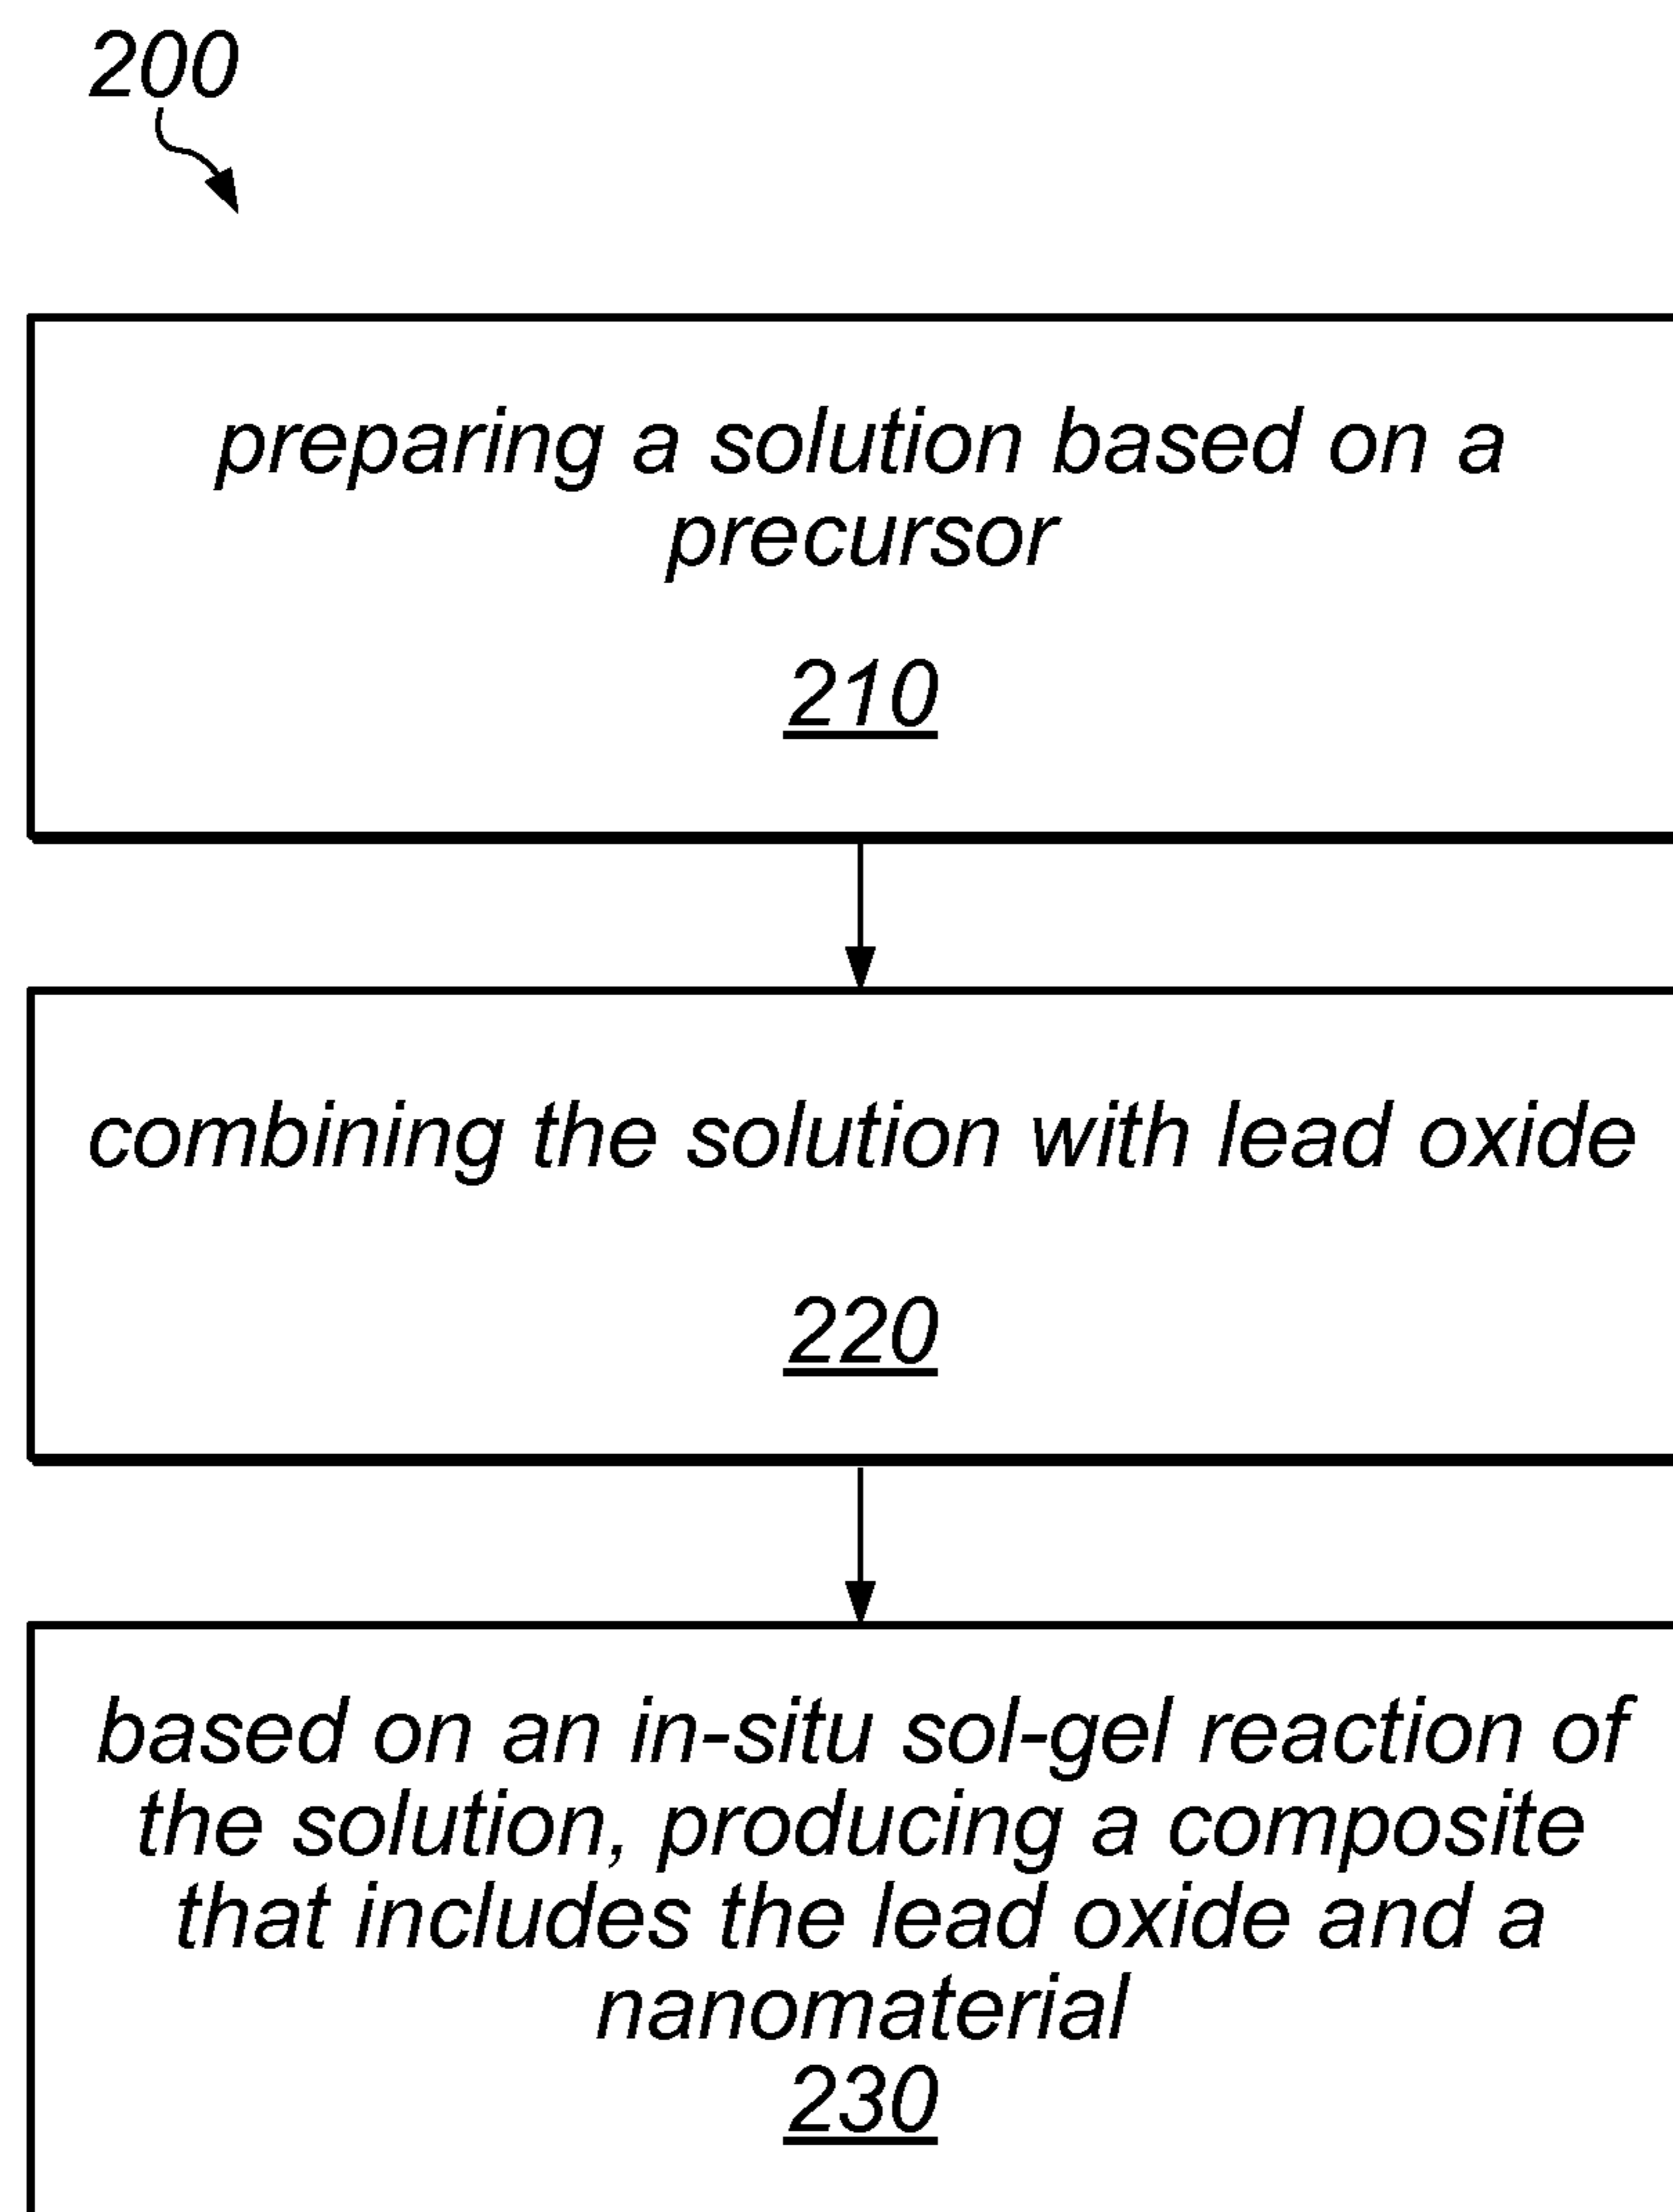 200
preparing a solution based on a
precursor
210
combining the solution with lead oxide
220
based on an in-situ sol-gel reaction of
the solution, producing a composite
that includes the lead oxide and a
nanomaterial
230